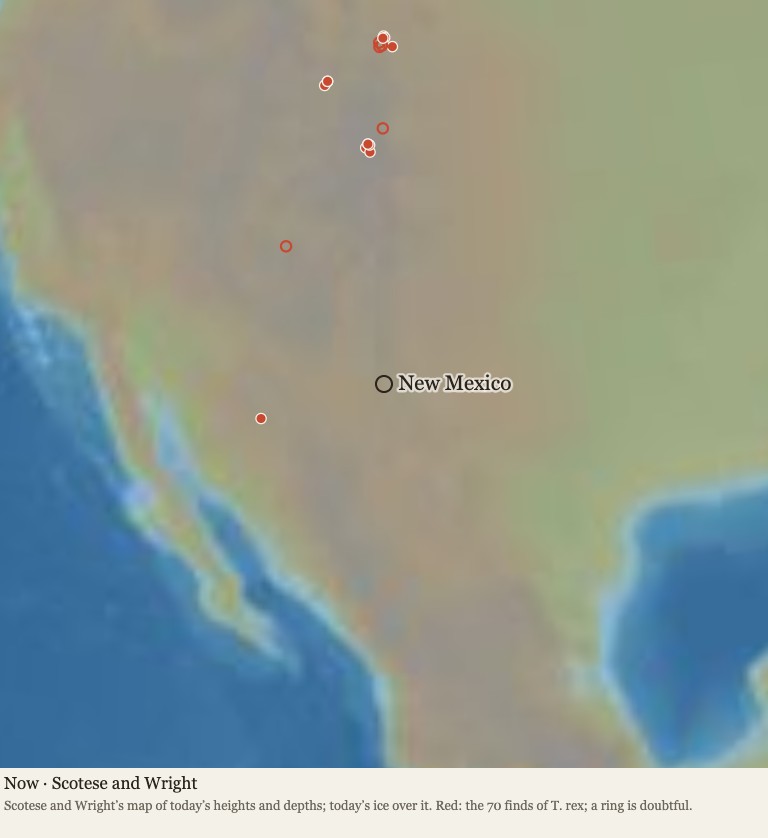 New Mexico
Now · Scotese and Wright
Scotese and Wright's map of today's heights and depths; today's ice over it. Red: the 70 finds of T. rex; a ring is doubtful.